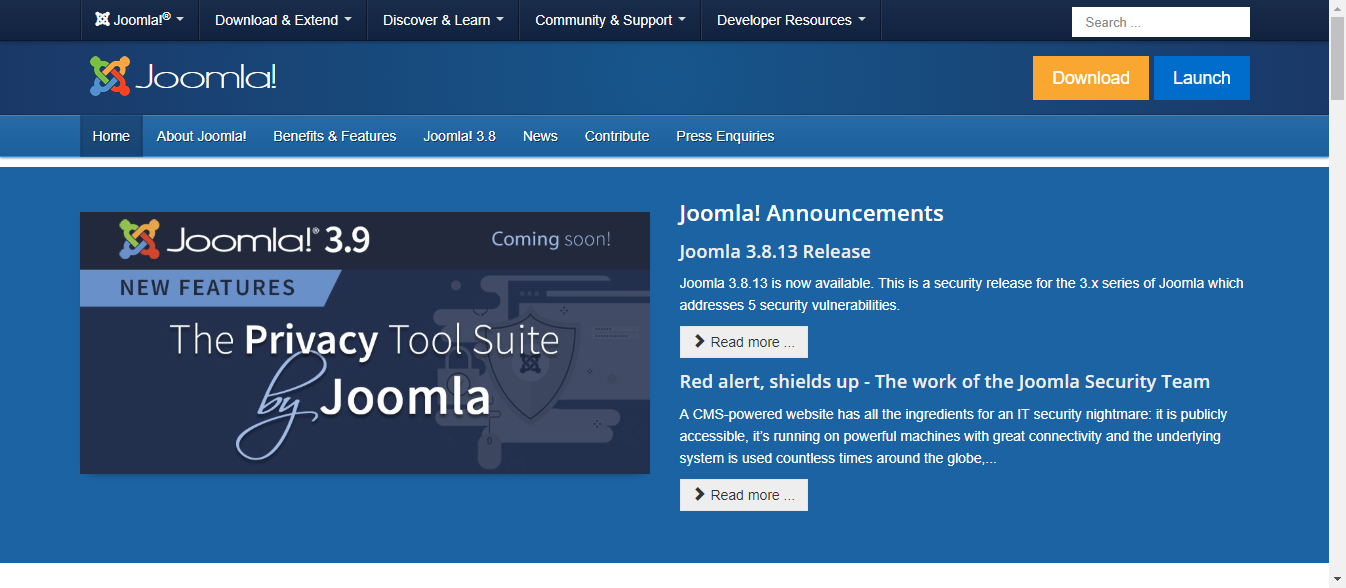 Joomla!® Download & Extend Discover & Learn Community & Support Developer Resources Search ...
Joomla! Download Launch
Home About Joomla! Benefits & Features Joomla! 3.8 News Contribute Press Enquiries
Joomla!® 3.9 Coming soon!
NEW FEATURES
The Privacy Tool Suite
by Joomla
Joomla! Announcements
Joomla 3.8.13 Release
Joomla 3.8.13 is now available. This is a security release for the 3.x series of Joomla which
addresses 5 security vulnerabilities.
Read more ...
Red alert, shields up - The work of the Joomla Security Team
A CMS-powered website has all the ingredients for an IT security nightmare: it is publicly
accessible, it's running on powerful machines with great connectivity and the underlying
system is used countless times around the globe,...
Read more ...